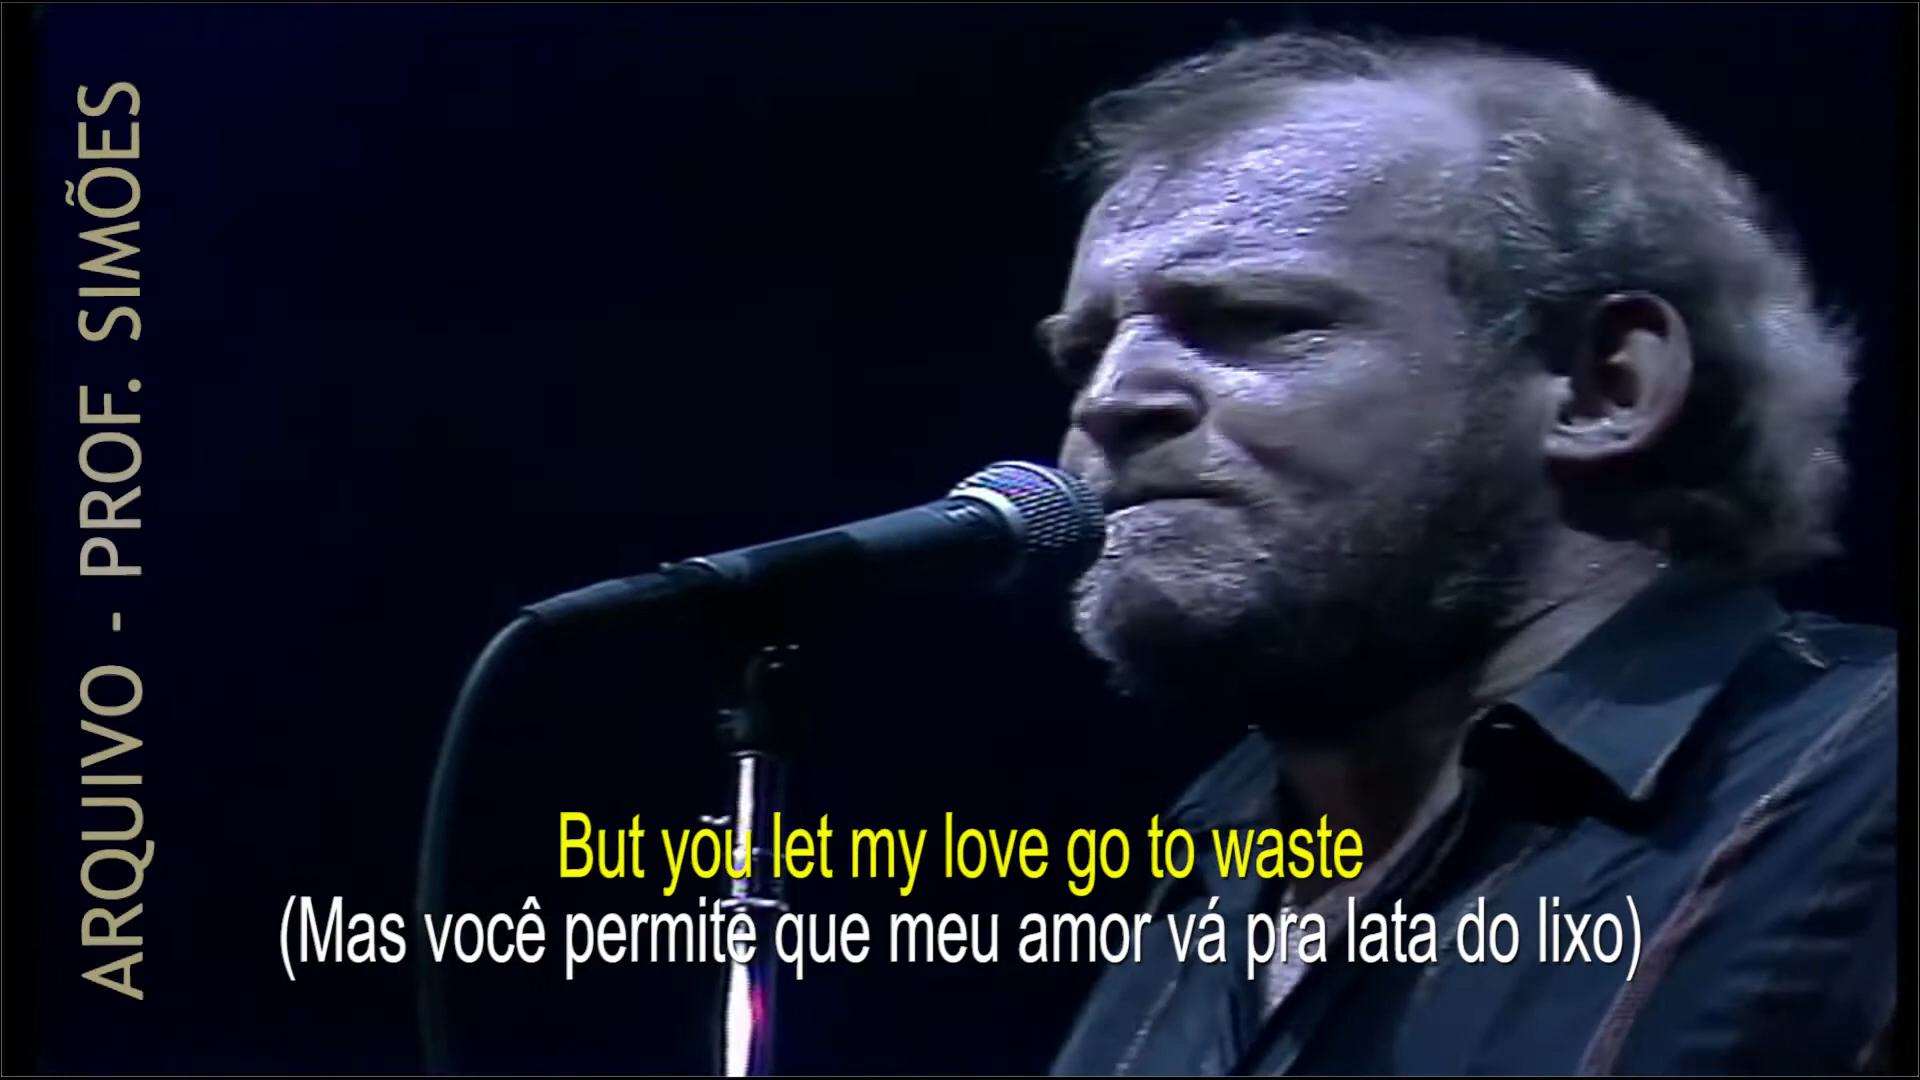 ARQUIVO - PROF. SIMÕES
But you let my love go to waste
(Mas você permite que meu amor vá pra lata do lixo)